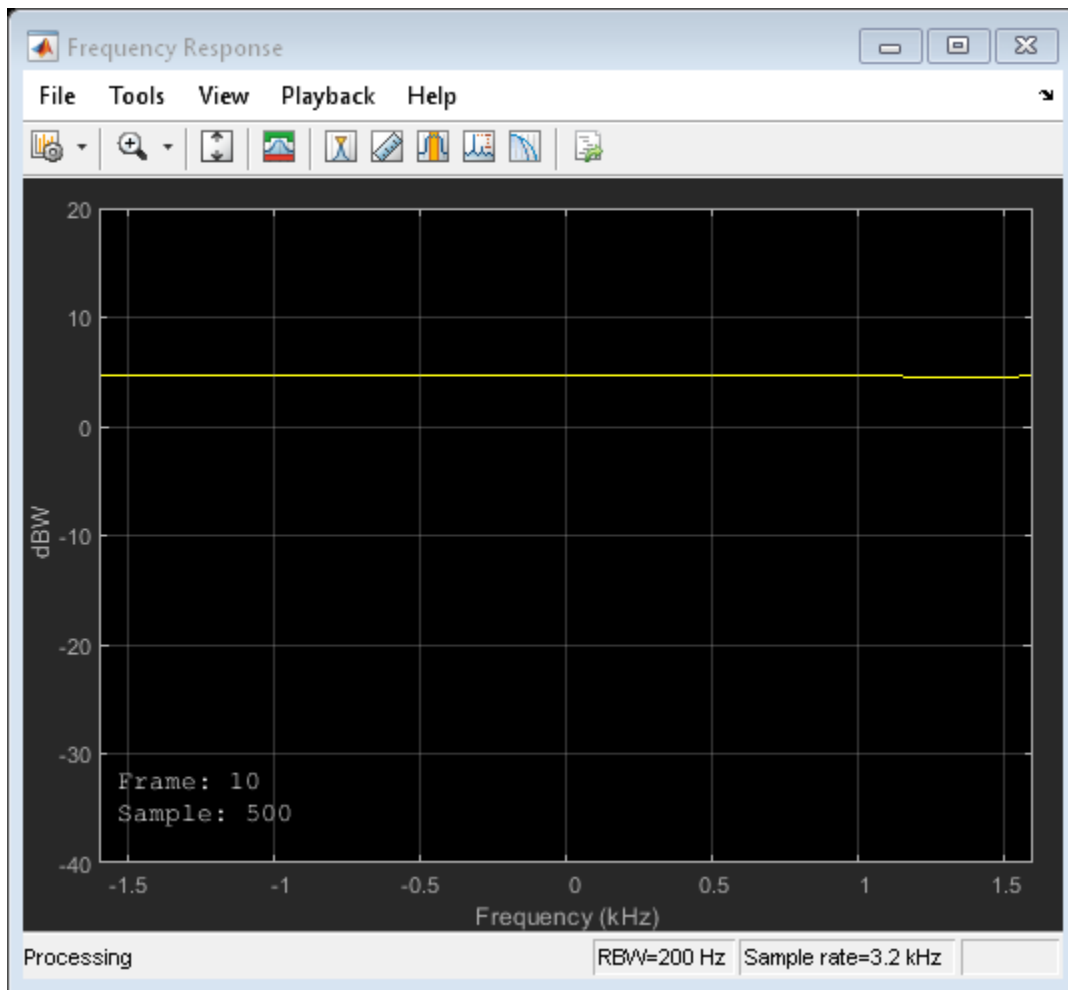 Frequency Response
File Tools View Playback Help
20
10
0
-10
-20
-30
-40
dBW
Frame: 10
Sample: 500
-1.5 -1 -0.5 0 0.5 1 1.5
Frequency (kHz)
Processing RBW=200 Hz Sample rate=3.2 kHz